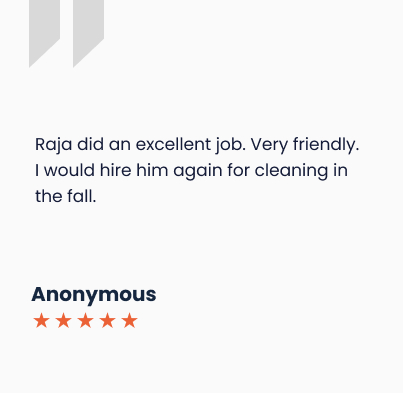 Raja did an excellent job. Very friendly.
I would hire him again for cleaning in
the fall.
Anonymous